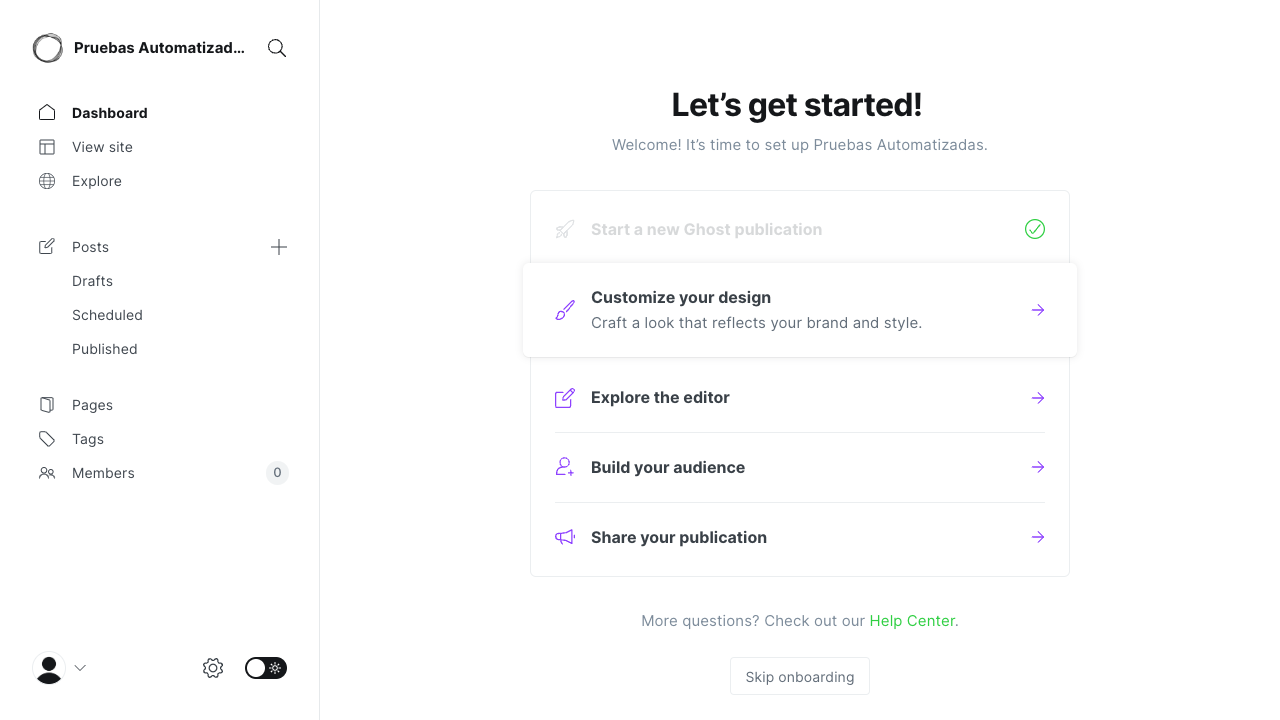 Pruebas Automatizad...
Dashboard
View site
Explore
Posts
Drafts
Scheduled
Published
Pages
Tags
Members
0
Let’s get started!
Welcome! It’s time to set up Pruebas Automatizadas.
Start a new Ghost publication
Customize your design
Craft a look that reflects your brand and style.
Explore the editor
Build your audience
Share your publication
More questions? Check out our Help Center.
Skip onboarding